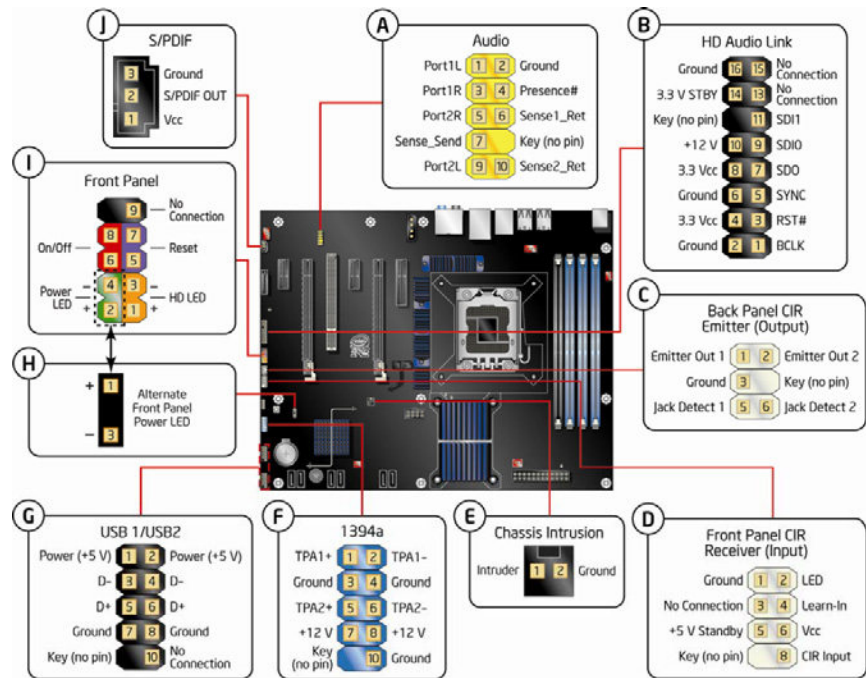 J
S/PDIF
3 Ground
2 S/PDIF OUT
1 Vcc
A
Audio
Port1L 1 2 Ground
Port1R 3 4 Presence#
Port2R 5 6 Sense1_Ret
Sense_Send 7 Key (no pin)
Port2L 9 10 Sense2_Ret
B
HD Audio Link
Ground 16 15 No Connection
3.3 V STBY 14 13 No Connection
Key (no pin) 11 SDI1
+12 V 10 9 SDI0
3.3 Vcc 8 7 SDO
Ground 6 5 SYNC
3.3 Vcc 4 3 RST#
Ground 2 1 BCLK
I
Front Panel
9 No Connection
On/Off 8 7 Reset
6 5
Power LED - 4 3 - HD LED
+ 2 1 +
C
Back Panel CIR
Emitter (Output)
Emitter Out 1 1 2 Emitter Out 2
Ground 3 Key (no pin)
Jack Detect 1 5 6 Jack Detect 2
H
+ 1
- 3
Alternate
Front Panel
Power LED
G
USB 1/USB2
Power (+5 V) 1 2 Power (+5 V)
D- 3 4 D-
D+ 5 6 D+
Ground 7 8 Ground
Key (no pin) 10 No Connection
F
1394a
TPA1+ 1 2 TPA1-
Ground 3 4 Ground
TPA2+ 5 6 TPA2-
+12 V 7 8 +12 V
Key (no pin) 10 Ground
E
Chassis Intrusion
Intruder 1 2 Ground
D
Front Panel CIR
Receiver (Input)
Ground 1 2 LED
No Connection 3 4 Learn-In
+5 V Standby 5 6 Vcc
Key (no pin) 8 CIR Input